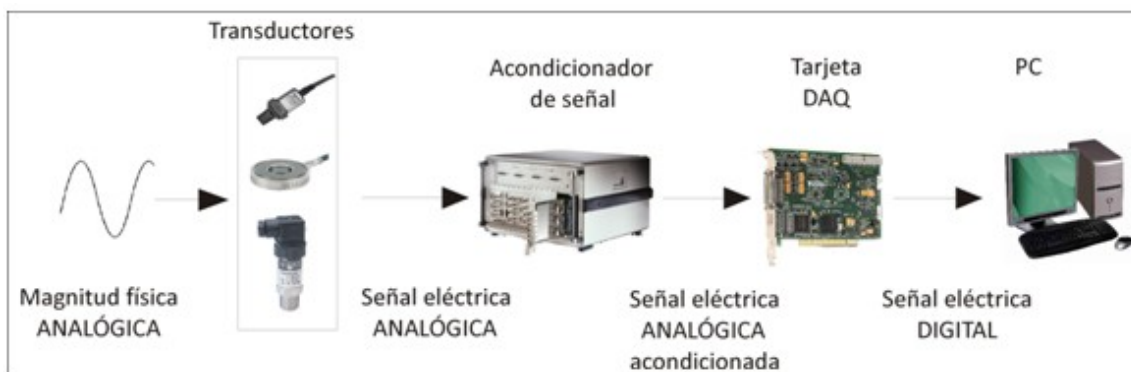 Transductores
Acondicionador
de señal
Tarjeta
DAQ
PC
Magnitud física
ANALÓGICA
Señal eléctrica
ANALÓGICA
Señal eléctrica
ANALÓGICA
acondicionada
Señal eléctrica
DIGITAL